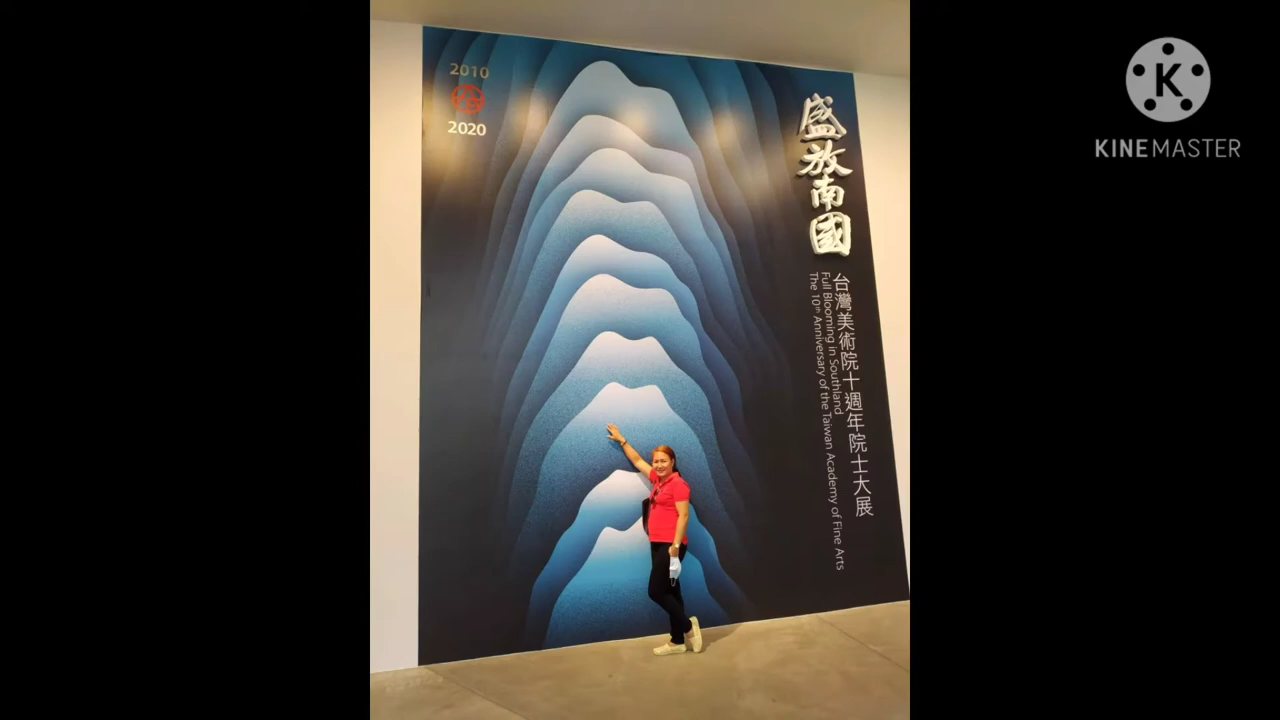 2010
2020
盛放南國
台灣美術院十週年院士大展
Full Blooming in Southland
The 10th Anniversary of the Taiwan Academy of Fine Arts
K
KINEMASTER